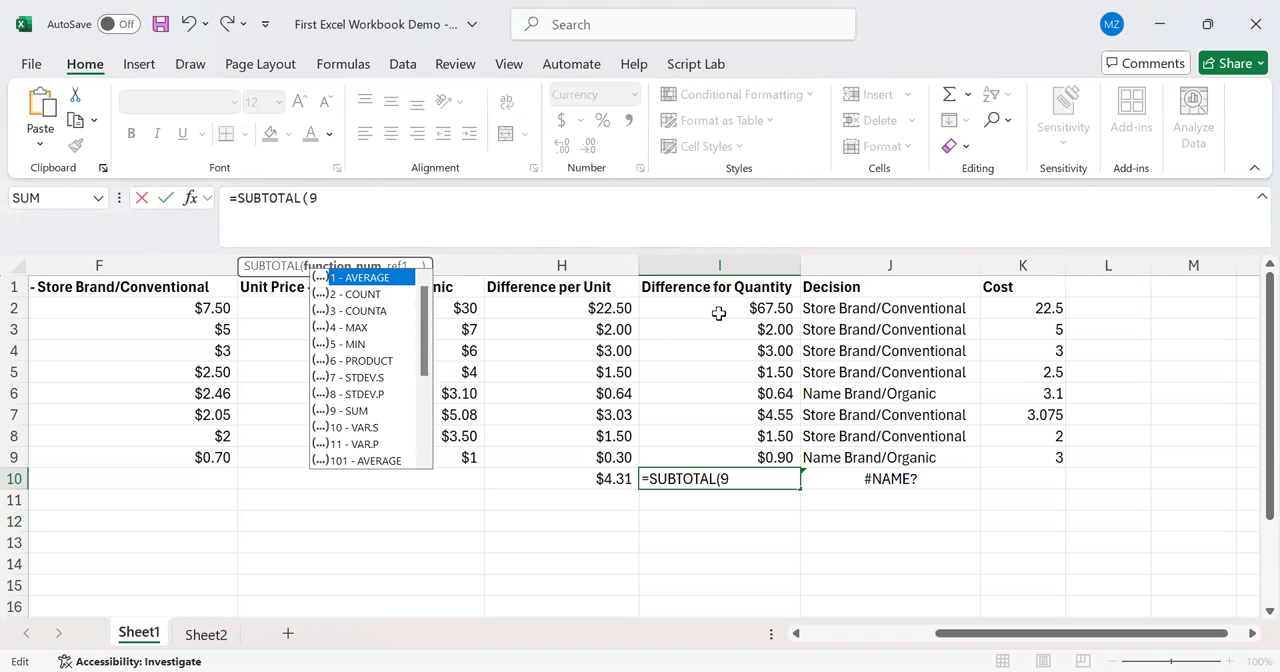 AutoSave Off First Excel Workbook Demo -... Search MZ
File Home Insert Draw Page Layout Formulas Data Review View Automate Help Script Lab Comments Share
Paste 12 B I U A ab Currency $ % , Conditional Formatting Format as Table Cell Styles Insert Delete Format Sensitivity Add-ins Analyze Data
Clipboard Font Alignment Number Styles Cells Editing Sensitivity Add-ins
SUM fx =SUBTOTAL(9
F H I J K L M
SUBTOTAL(function_num, ref1, ...)
1 - Store Brand/Conventional Unit Price Difference per Unit Difference for Quantity Decision Cost
2 $7.50 $30 $22.50 $67.50 Store Brand/Conventional 22.5
3 $5 $7 $2.00 $2.00 Store Brand/Conventional 5
4 $3 $6 $3.00 $3.00 Store Brand/Conventional 3
5 $2.50 $4 $1.50 $1.50 Store Brand/Conventional 2.5
6 $2.46 $3.10 $0.64 $0.64 Name Brand/Organic 3.1
7 $2.05 $5.08 $3.03 $4.55 Store Brand/Conventional 3.075
8 $2 $3.50 $1.50 $1.50 Store Brand/Conventional 2
9 $0.70 $1 $0.30 $0.90 Name Brand/Organic 3
10 $4.31 =SUBTOTAL(9 #NAME?
11
12
13
14
15
16
(...) 1 - AVERAGE
(...) 2 - COUNT
(...) 3 - COUNTA
(...) 4 - MAX
(...) 5 - MIN
(...) 6 - PRODUCT
(...) 7 - STDEV.S
(...) 8 - STDEV.P
(...) 9 - SUM
(...) 10 - VAR.S
(...) 11 - VAR.P
(...) 101 - AVERAGE
Sheet1 Sheet2
Edit Accessibility: Investigate 100%